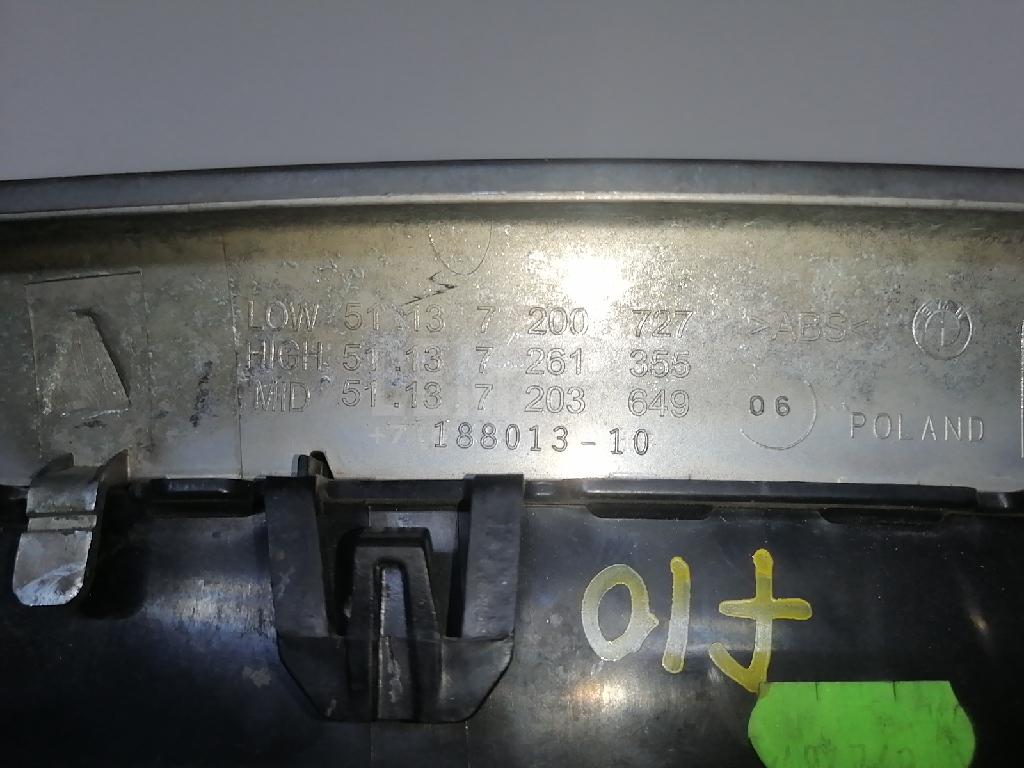 LOW 51.13 7 200 727 >ABS<
HIGH 51.13 7 261 355
MID 51.13 7 203 649 06 POLAND
188013-10
F10